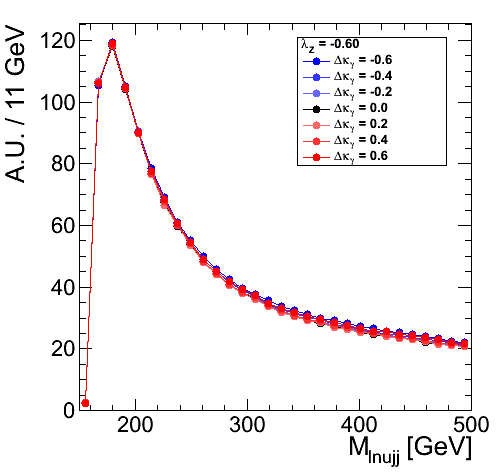 A.U. / 11 GeV
120
100
80
60
40
20
0
λz = -0.60
Δκγ = -0.6
Δκγ = -0.4
Δκγ = -0.2
Δκγ = 0.0
Δκγ = 0.2
Δκγ = 0.4
Δκγ = 0.6
200 300 400 500
Mlnujj [GeV]